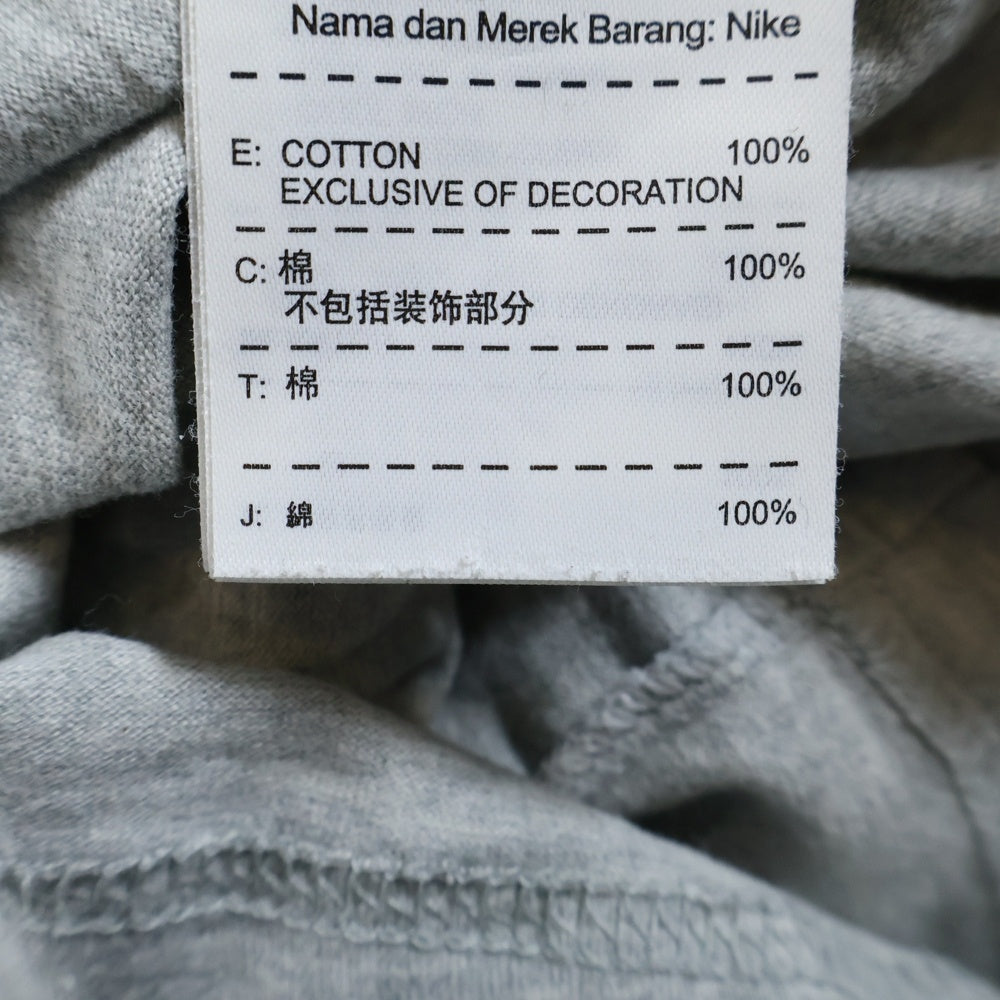 Nama dan Merek Barang: Nike
E: COTTON 100%
EXCLUSIVE OF DECORATION
C: 棉 100%
不包括装饰部分
T: 棉 100%
J: 綿 100%